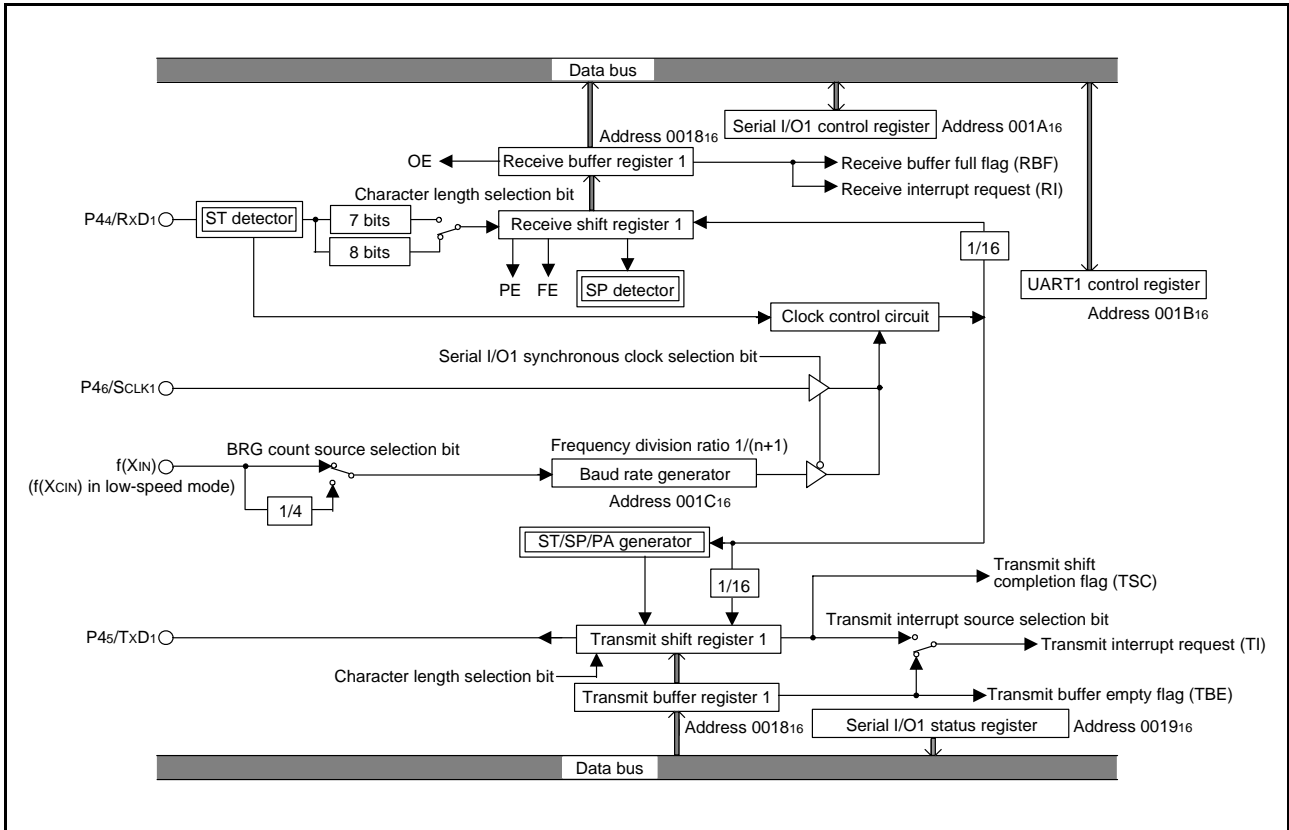 Data bus
Serial I/O1 control register
Address 001A16
Address 001816
OE
Receive buffer register 1
Receive buffer full flag (RBF)
Receive interrupt request (RI)
Character length selection bit
P44/RXD1
ST detector
7 bits
8 bits
Receive shift register 1
1/16
PE
FE
SP detector
UART1 control register
Address 001B16
Clock control circuit
Serial I/O1 synchronous clock selection bit
P46/SCLK1
BRG count source selection bit
Frequency division ratio 1/(n+1)
f(XIN)
(f(XCIN) in low-speed mode)
Baud rate generator
Address 001C16
1/4
ST/SP/PA generator
1/16
Transmit shift
completion flag (TSC)
Transmit interrupt source selection bit
P45/TXD1
Transmit shift register 1
Transmit interrupt request (TI)
Character length selection bit
Transmit buffer register 1
Transmit buffer empty flag (TBE)
Address 001816
Serial I/O1 status register
Address 001916
Data bus